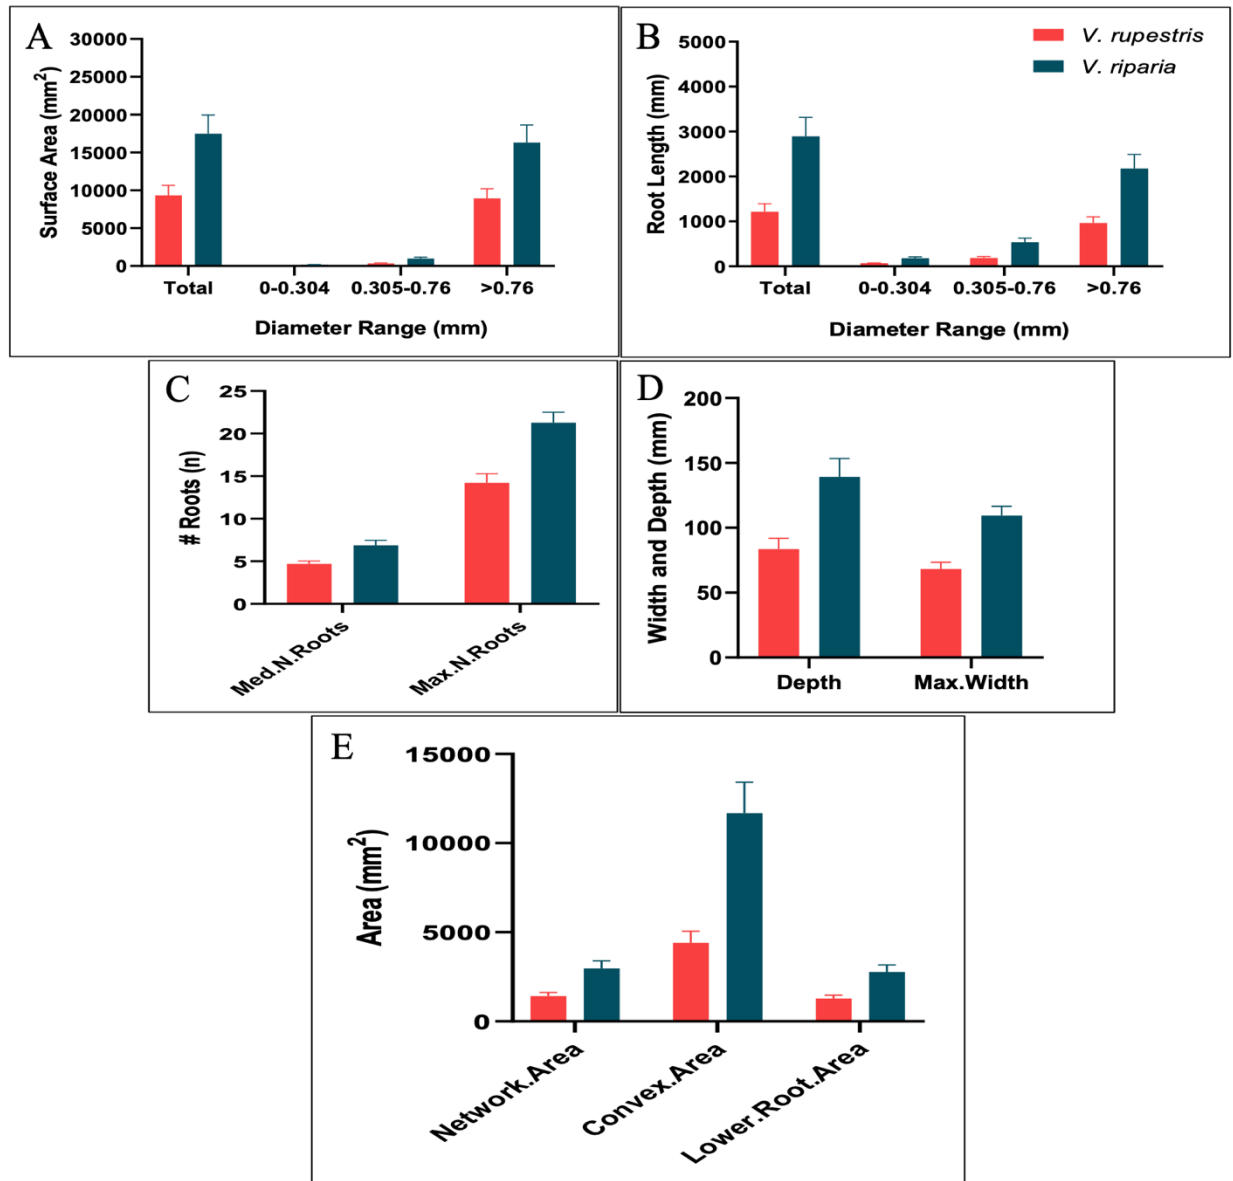 A
Surface Area (mm²)
30000
25000
20000
15000
10000
5000
0
Total 0-0.304 0.305-0.76 >0.76
Diameter Range (mm)
B
Root Length (mm)
5000
4000
3000
2000
1000
0
Total 0-0.304 0.305-0.76 >0.76
Diameter Range (mm)
V. rupestris
V. riparia
C
# Roots (n)
25
20
15
10
5
0
Med.N.Roots
Max.N.Roots
D
Width and Depth (mm)
200
150
100
50
0
Depth Max.Width
E
Area (mm²)
15000
10000
5000
0
Network.Area
Convex.Area
Lower.Root.Area